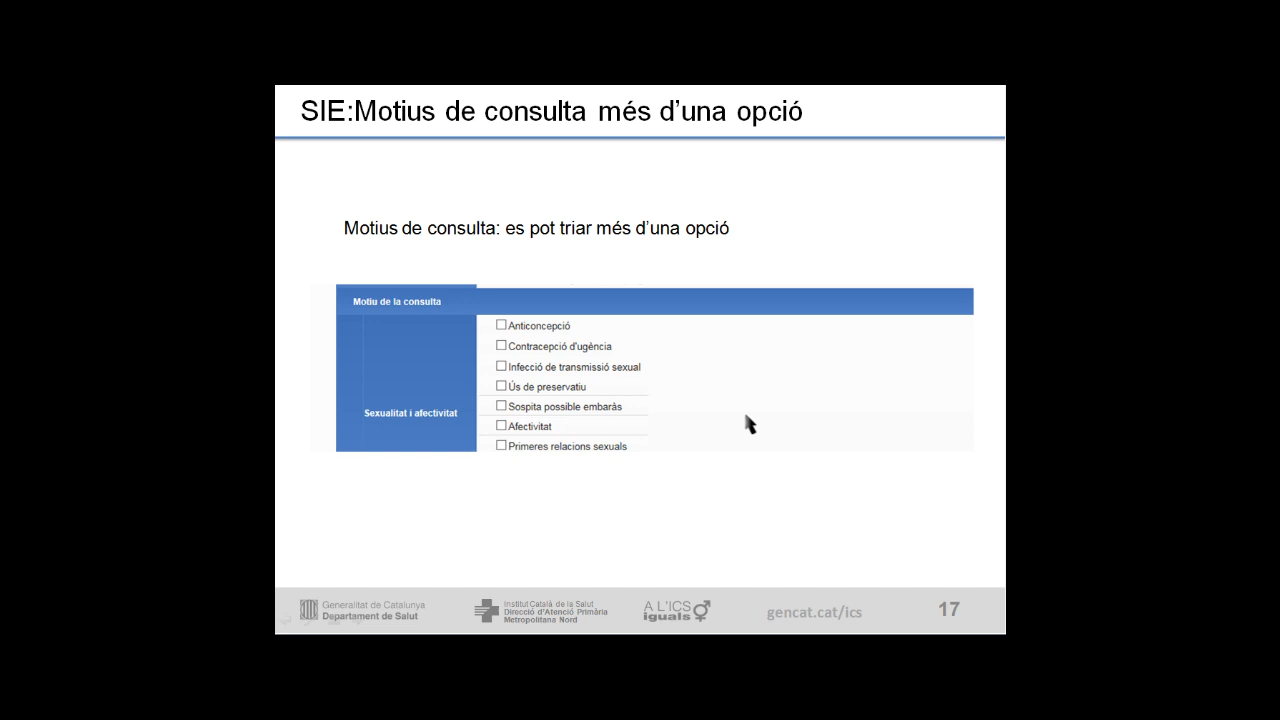 SIE:Motius de consulta més d’una opció
Motius de consulta: es pot triar més d’una opció
Motiu de la consulta
Sexualitat i afectivitat
Anticoncepció
Contracepció d'ugència
Infecció de transmissió sexual
Ús de preservatiu
Sospita possible embaràs
Afectivitat
Primeres relacions sexuals
Generalitat de Catalunya
Departament de Salut
Institut Català de la Salut
Direcció d'Atenció Primària
Metropolitana Nord
A L'ICS
iguals
gencat.cat/ics
17